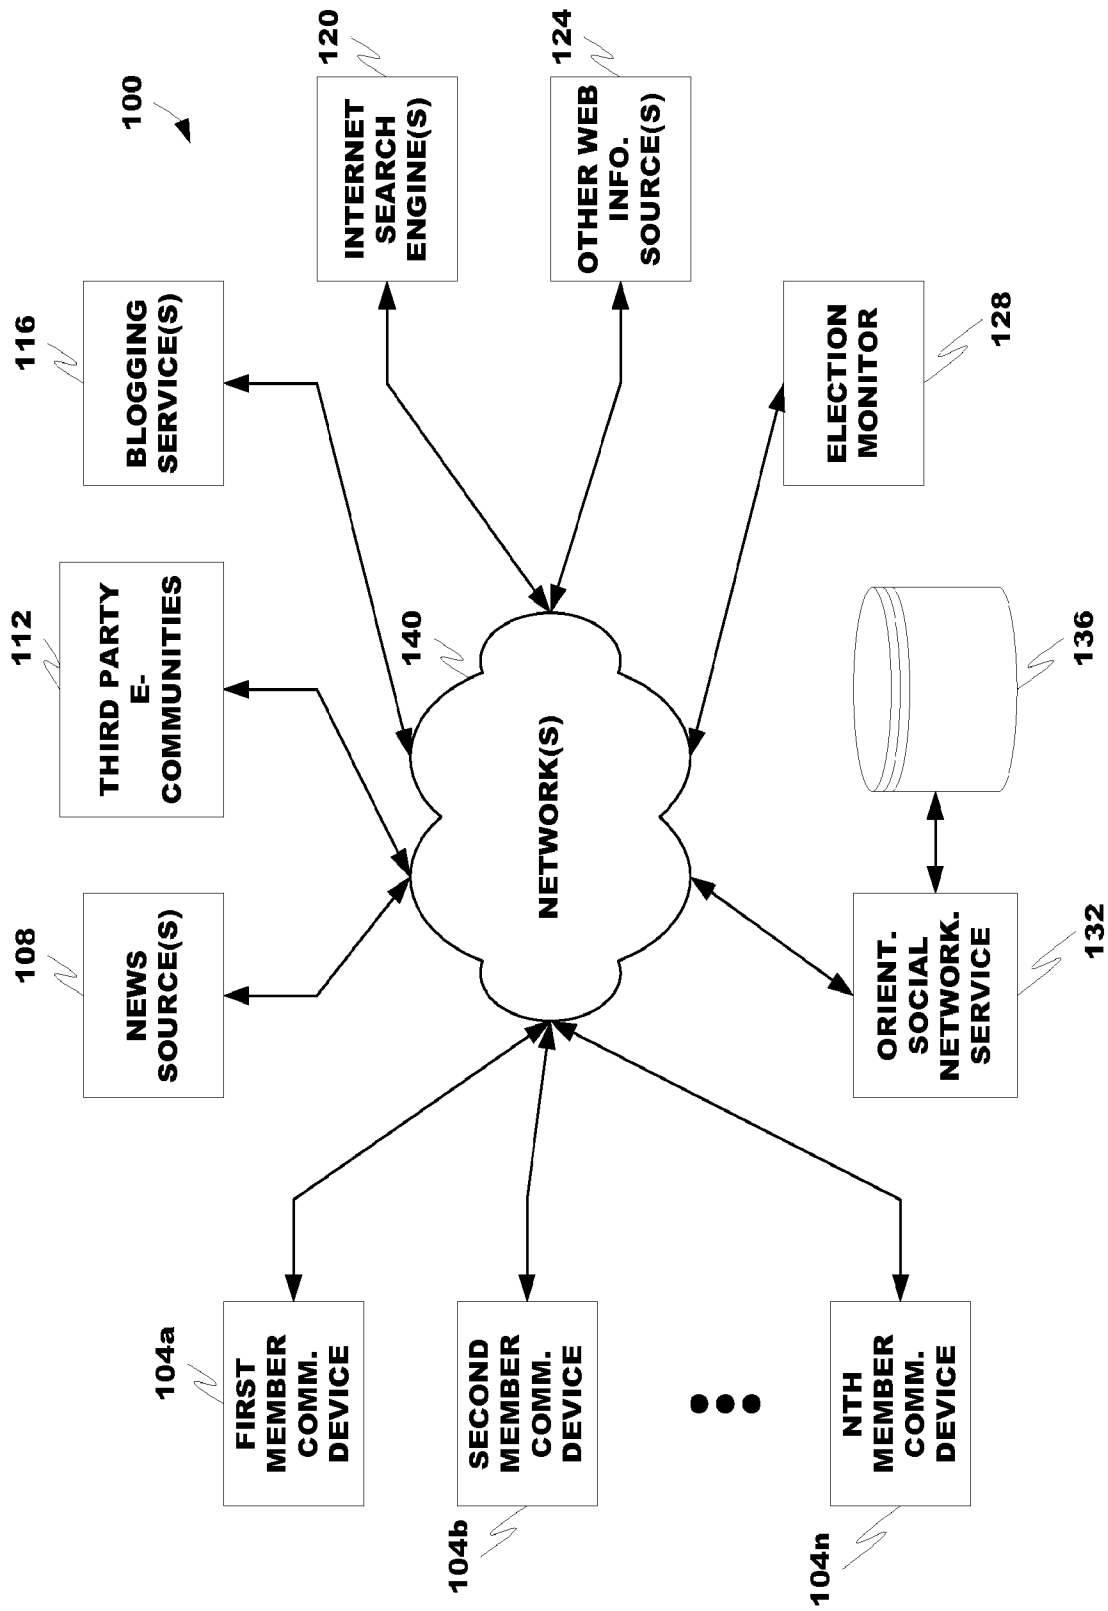 100
104a
FIRST
MEMBER
COMM.
DEVICE
104b
SECOND
MEMBER
COMM.
DEVICE
104n
NTH
MEMBER
COMM.
DEVICE
108
NEWS
SOURCE(S)
112
THIRD PARTY
E-
COMMUNITIES
116
BLOGGING
SERVICE(S)
120
INTERNET
SEARCH
ENGINE(S)
124
OTHER WEB
INFO.
SOURCE(S)
128
ELECTION
MONITOR
140
NETWORK(S)
132
ORIENT.
SOCIAL
NETWORK.
SERVICE
136